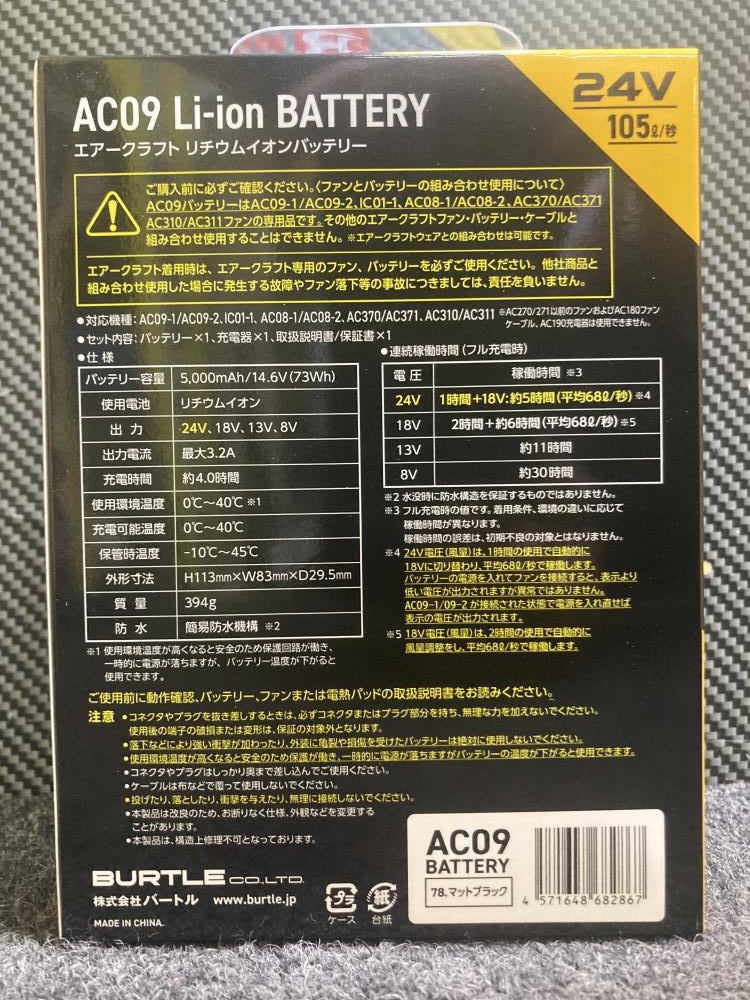 24V
105ℓ/秒
AC09 Li-ion BATTERY
エアークラフト リチウムイオンバッテリー
ご購入前に必ずご確認ください。〈ファンとバッテリーの組み合わせ使用について〉
AC09バッテリーはAC09-1/AC09-2、IC01-1、AC08-1/AC08-2、AC370/AC371
AC310/AC311ファンの専用品です。その他のエアークラフトファン・バッテリー・ケーブルと
組み合わせ使用することはできません。※エアークラフトウェアとの組み合わせは可能です。
エアークラフト着用時は、エアークラフト専用のファン、バッテリーを必ずご使用ください。他社商品と
組み合わせ使用した場合に発生する故障やファン落下等の事故につきましては、責任を負いません。
●対応機種：AC09-1/AC09-2、IC01-1、AC08-1/AC08-2、AC370/AC371、AC310/AC311 ※AC270/271以前のファンおよびAC180ファン
ケーブル、AC190充電器は使用できません。
●セット内容：バッテリー×1、充電器×1、取扱説明書/保証書×1
●仕様
バッテリー容量 5,000mAh/14.6V(73Wh)
使用電池 リチウムイオン
出力 24V、18V、13V、8V
出力電流 最大3.2A
充電時間 約4.0時間
使用環境温度 0℃～40℃ ※1
充電可能温度 0℃～40℃
保管時温度 -10℃～45℃
外形寸法 H113mm×W83mm×D29.5mm
質量 394g
防水 簡易防水機構 ※2
※1 使用環境温度が高くなると安全のため保護回路が働き、
一時的に電源が落ちますが、バッテリー温度が下がると
使用できます。
●連続稼働時間（フル充電時）
電圧 稼働時間 ※3
24V 1時間＋18V：約5時間（平均68ℓ/秒）※4
18V 2時間＋約6時間（平均68ℓ/秒）※5
13V 約11時間
8V 約30時間
※2 水没時に防水構造を保証するものではありません。
※3 フル充電時の値です。着用条件、環境の違いに応じて
稼働時間が異なります。
稼働時間の誤差は、初期不良の対象とはなりません。
※4 24V電圧（風量）は、1時間の使用で自動的に
18Vに切り替わり、平均68ℓ/秒で稼働します。
バッテリーの電源を入れてファンを接続すると、表示より
低い電圧が出力されますが異常ではありません。
AC09-1/09-2が接続された状態で電源を入れ直せば
表示の電圧が出力されます。
※5 18V電圧（風量）は、2時間の使用で自動的に
風量調整をし、平均68ℓ/秒で稼働します。
ご使用前に動作確認、バッテリー、ファンまたは電熱パッドの取扱説明書をお読みください。
注意 ●コネクタやプラグを抜き差しするときは、必ずコネクタまたはプラグ部分を持ち、無理な力を加えないでください。
使用後の端子の破損または変形は、保証の対象外となります。
●落下などにより強い衝撃が加わったり、外装に亀裂や損傷を受けたバッテリーは絶対に使用しないでください。
●使用環境温度が高くなると安全のため保護が働き、一時的に電源が落ちますがバッテリーの温度が下がると使用できます。
●コネクタやプラグはしっかり奥まで差し込んでご使用ください。
●ケーブルは布などで覆って使用しないでください。
●投げたり、落としたり、衝撃を与えたり、無理に接続しないでください。
●本製品は改良のため、お断りなく仕様、外観などを変更する
ことがあります。
●本製品は、構造上修理不可となっております。
BURTLE CO.,LTD.
株式会社バートル www.burtle.jp
MADE IN CHINA
プラ
ケース
紙
台紙
AC09
BATTERY
78.マットブラック
4 571648 682867